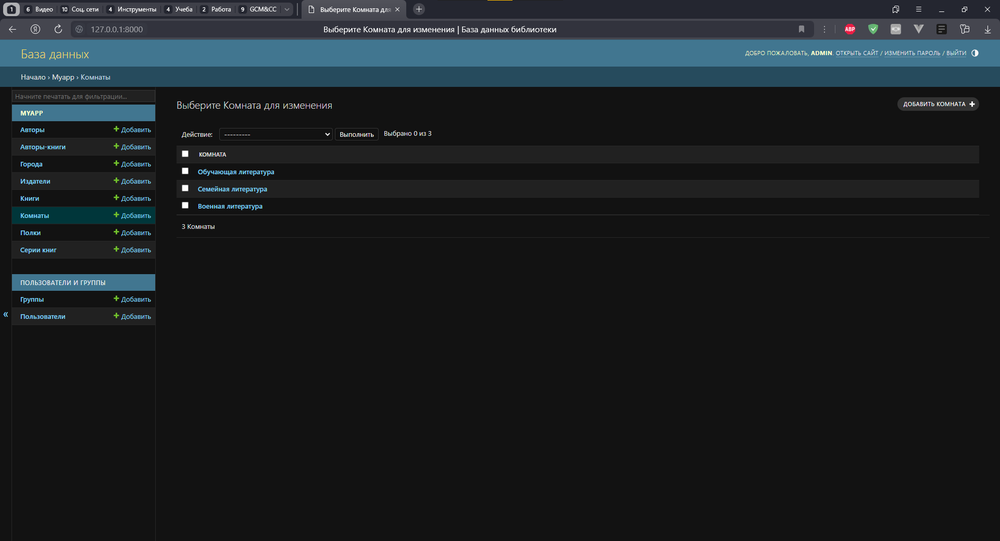 1 6 Видео 10 Соц. сети 4 Инструменты 4 Учеба 2 Работа 9 GCM&CC Выберите Комната для
Я 127.0.0.1:8000 Выберите Комната для изменения | База данных библиотеки ABP
База данных
ДОБРО ПОЖАЛОВАТЬ, ADMIN. ОТКРЫТЬ САЙТ / ИЗМЕНИТЬ ПАРОЛЬ / ВЫЙТИ
Начало › Myapp › Комнаты
Начните печатать для фильтрации...
MYAPP
Авторы + Добавить
Авторы-книги + Добавить
Города + Добавить
Издатели + Добавить
Книги + Добавить
Комнаты + Добавить
Полки + Добавить
Серии книг + Добавить
ПОЛЬЗОВАТЕЛИ И ГРУППЫ
Группы + Добавить
Пользователи + Добавить
«
Выберите Комната для изменения
ДОБАВИТЬ КОМНАТА +
Действие: --------- Выполнить Выбрано 0 из 3
КОМНАТА
Обучающая литература
Семейная литература
Военная литература
3 Комнаты